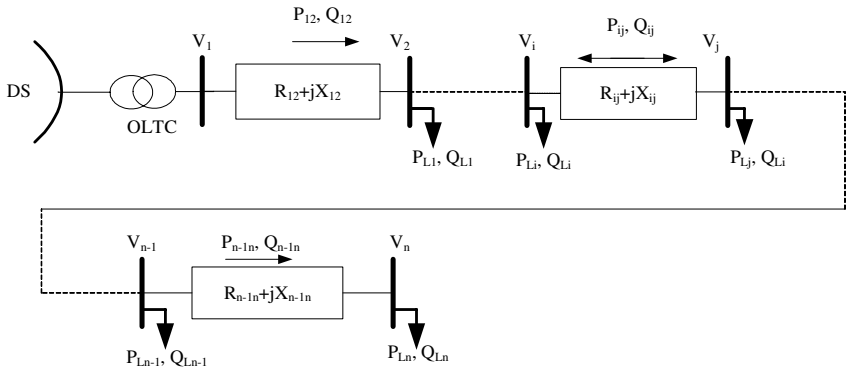 P12, Q12
Pij, Qij
V1
V2
Vi
Vj
DS
R12+jX12
Rij+jXij
OLTC
PL1, QL1
PLi, QLi
PLj, QLi
Vn-1
Pn-1n, Qn-1n
Vn
Rn-1n+jXn-1n
PLn-1, QLn-1
PLn, QLn